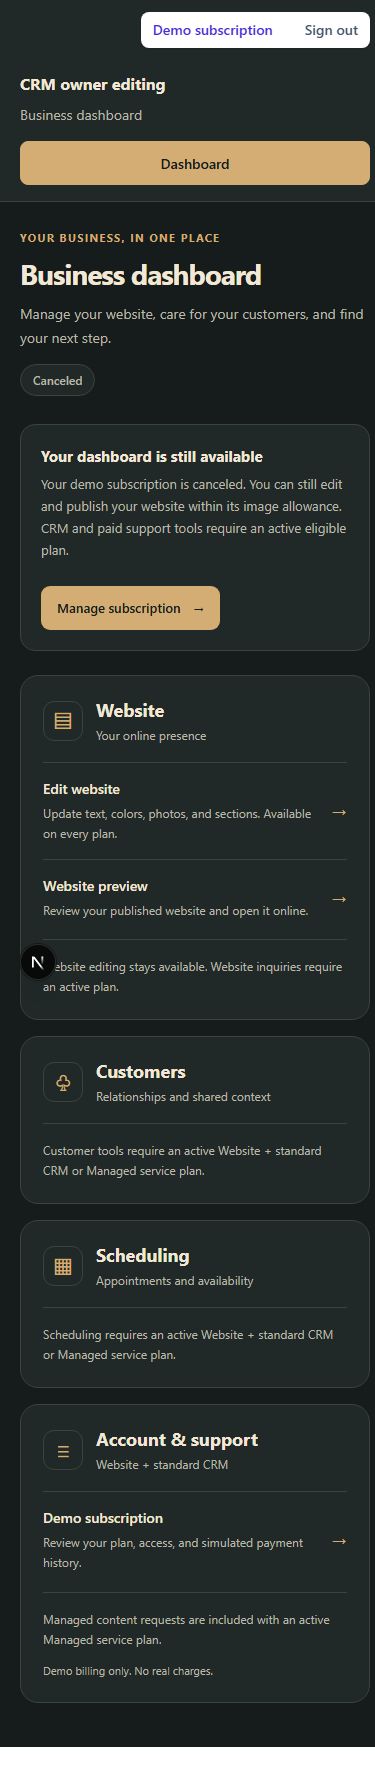 Demo subscription Sign out
CRM owner editing
Business dashboard
Dashboard
YOUR BUSINESS, IN ONE PLACE
Business dashboard
Manage your website, care for your customers, and find
your next step.
Canceled
Your dashboard is still available
Your demo subscription is canceled. You can still edit
and publish your website within its image allowance.
CRM and paid support tools require an active eligible
plan.
Manage subscription →
Website
Your online presence
Edit website
Update text, colors, photos, and sections. Available
on every plan.
→
Website preview
Review your published website and open it online.
→
N
ebsite editing stays available. Website inquiries require
an active plan.
Customers
Relationships and shared context
Customer tools require an active Website + standard
CRM or Managed service plan.
Scheduling
Appointments and availability
Scheduling requires an active Website + standard CRM
or Managed service plan.
Account & support
Website + standard CRM
Demo subscription
Review your plan, access, and simulated payment
history.
→
Managed content requests are included with an active
Managed service plan.
Demo billing only. No real charges.